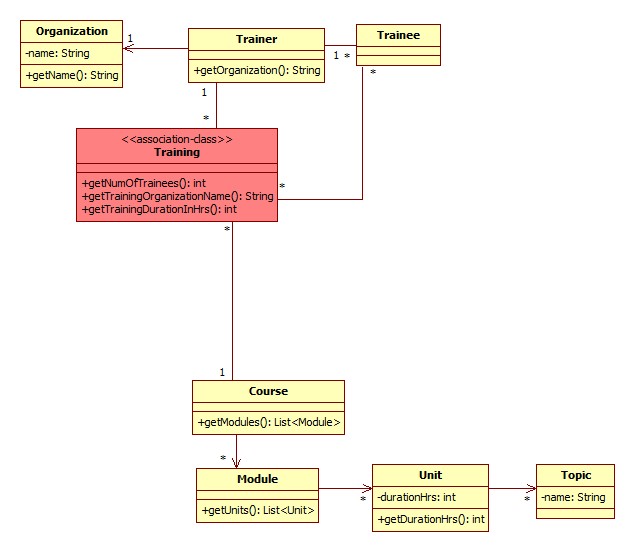 Organization
-name: String
+getName(): String
1
Trainer
+getOrganization(): String
1 *
Trainee
*
1
*
<<association-class>>
Training
+getNumOfTrainees(): int
+getTrainingOrganizationName(): String
+getTrainingDurationInHrs(): int
*
*
1
Course
+getModules(): List<Module>
*
Module
+getUnits(): List<Unit>
*
Unit
-durationHrs: int
+getDurationHrs(): int
*
Topic
-name: String